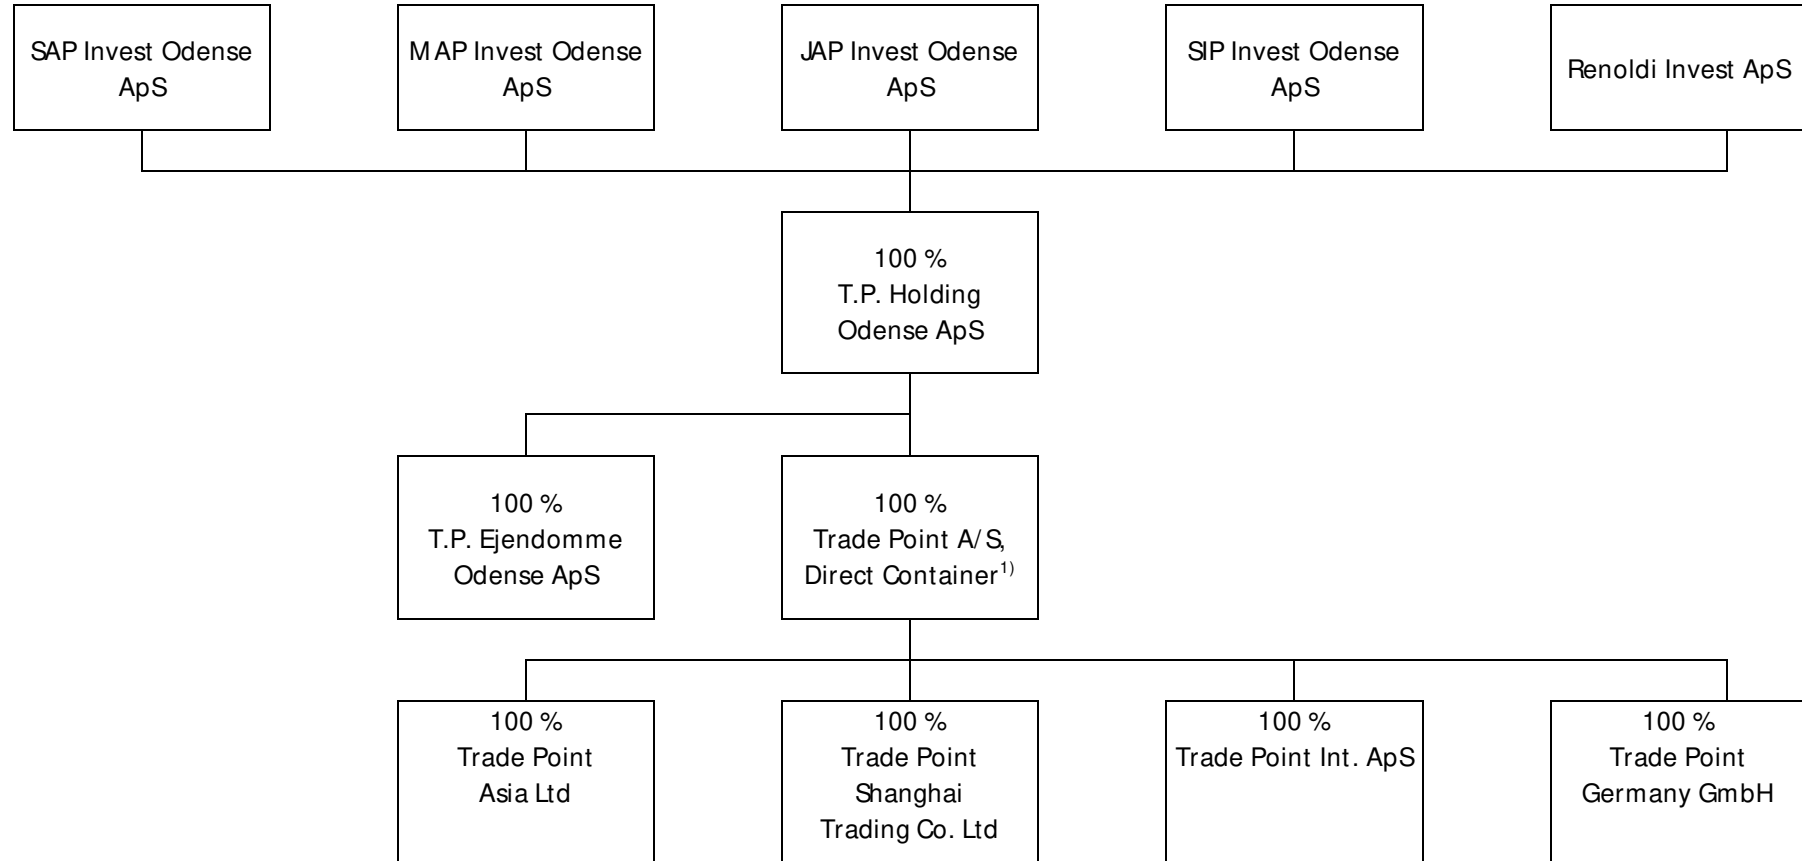 SAP Invest Odense
ApS
MAP Invest Odense
ApS
JAP Invest Odense
ApS
SIP Invest Odense
ApS
Renoldi Invest ApS
100 %
T.P. Holding
Odense ApS
100 %
T.P. Ejendomme
Odense ApS
100 %
Trade Point A/S,
Direct Container¹⁾
100 %
Trade Point
Asia Ltd
100 %
Trade Point
Shanghai
Trading Co. Ltd
100 %
Trade Point Int. ApS
100 %
Trade Point
Germany GmbH